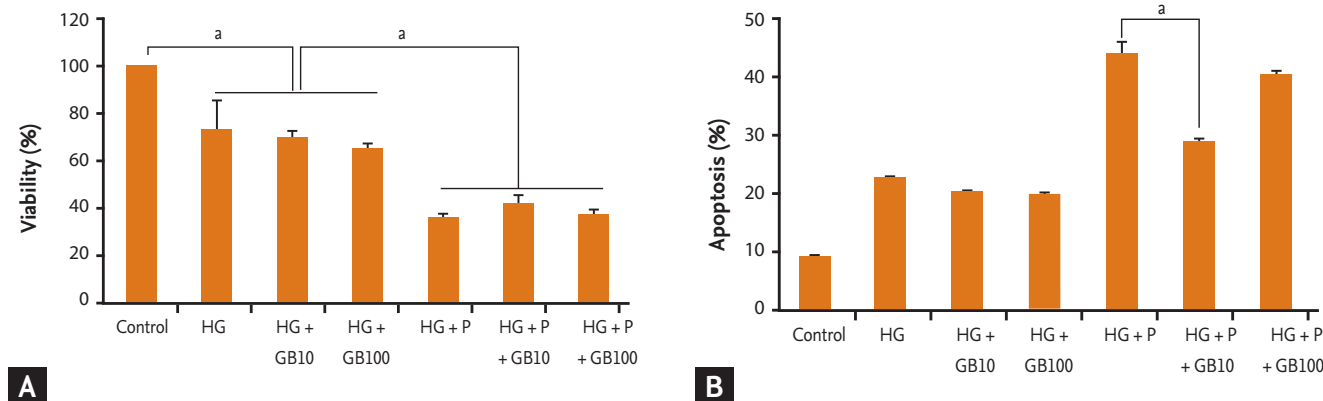 120
100
80
60
40
20
0
Viability (%)
a
a
Control
HG
HG +
GB10
HG +
GB100
HG + P
HG + P
+ GB10
HG + P
+ GB100
A
50
40
30
20
10
0
Apoptosis (%)
a
Control
HG
HG +
GB10
HG +
GB100
HG + P
HG + P
+ GB10
HG + P
+ GB100
B